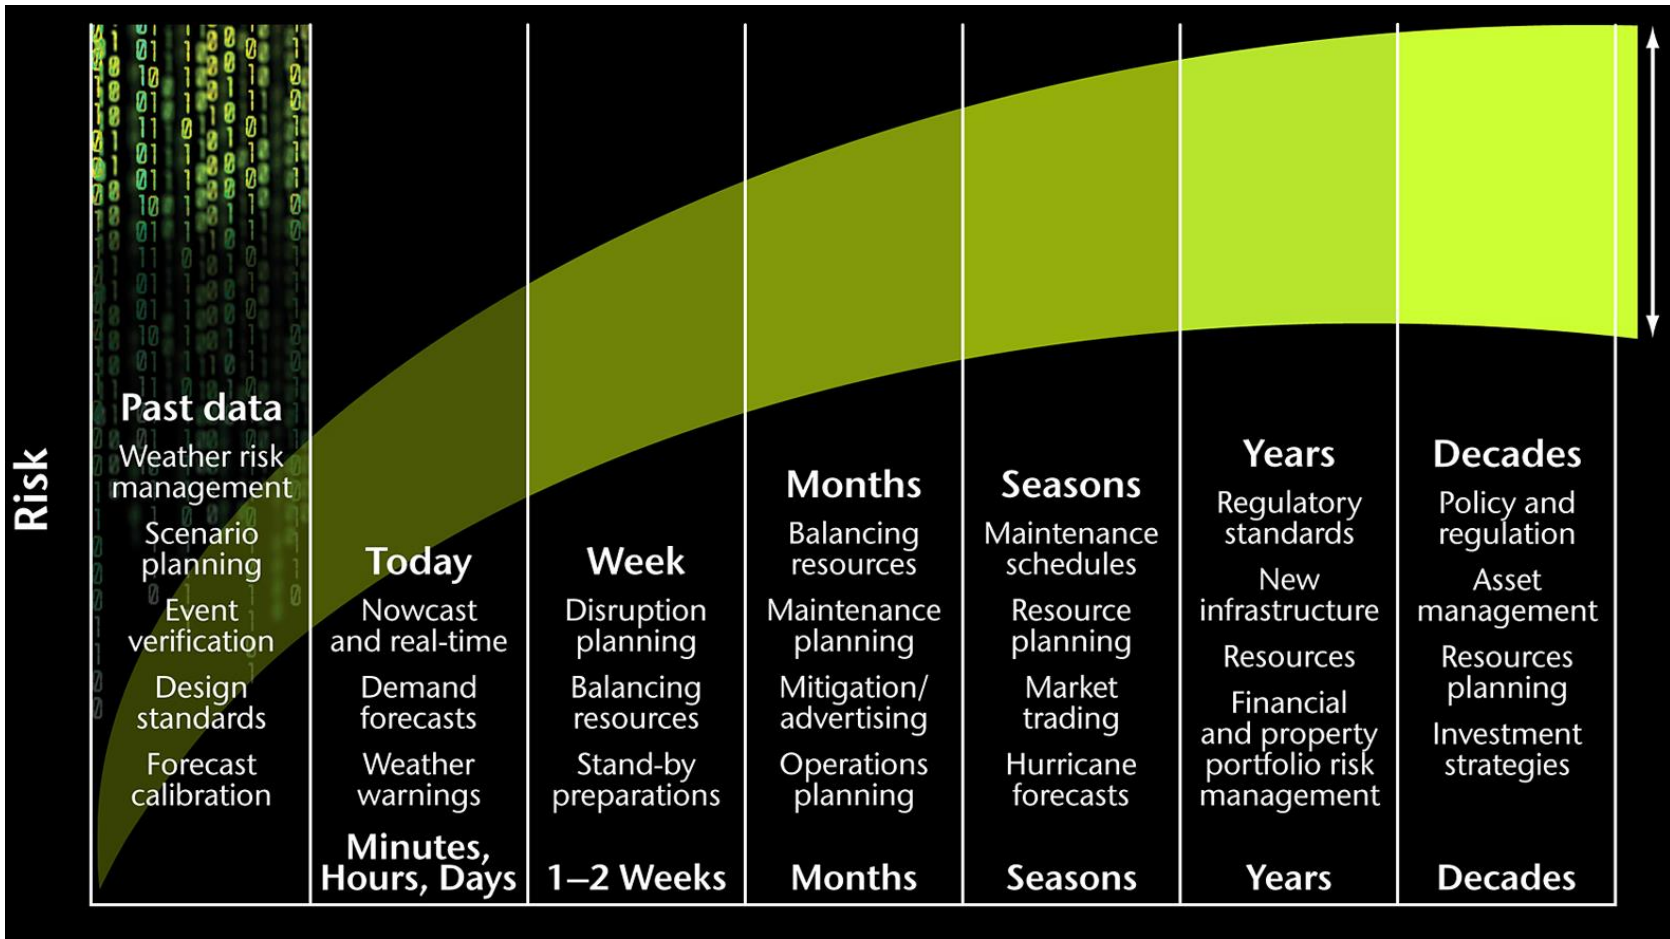 Risk
Past data
Weather risk
management
Scenario
planning
Event
verification
Design
standards
Forecast
calibration
Today
Nowcast
and real-time
Demand
forecasts
Weather
warnings
Minutes,
Hours, Days
Week
Disruption
planning
Balancing
resources
Stand-by
preparations
1–2 Weeks
Months
Balancing
resources
Maintenance
planning
Mitigation/
advertising
Operations
planning
Months
Seasons
Maintenance
schedules
Resource
planning
Market
trading
Hurricane
forecasts
Seasons
Years
Regulatory
standards
New
infrastructure
Resources
Financial
and property
portfolio risk
management
Years
Decades
Policy and
regulation
Asset
management
Resources
planning
Investment
strategies
Decades